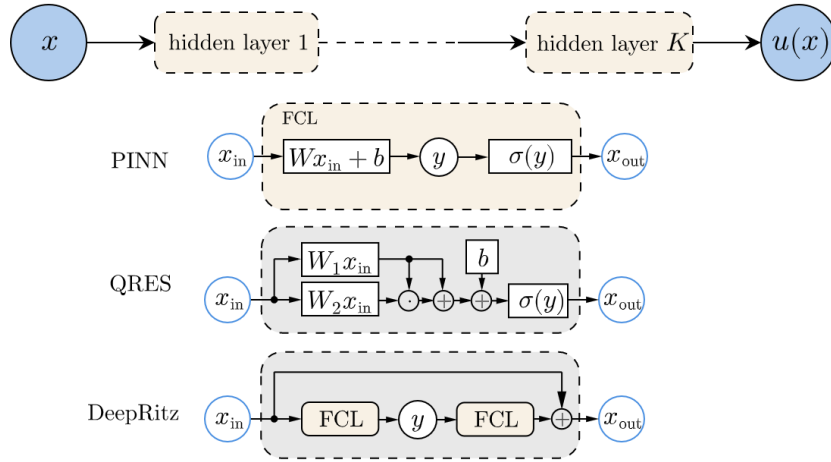 x hidden layer 1 hidden layer K u(x)
FCL
PINN x_in Wx_in + b y σ(y) x_out
W_1x_in b
QRES x_in W_2x_in · + + σ(y) x_out
DeepRitz x_in FCL y FCL + x_out